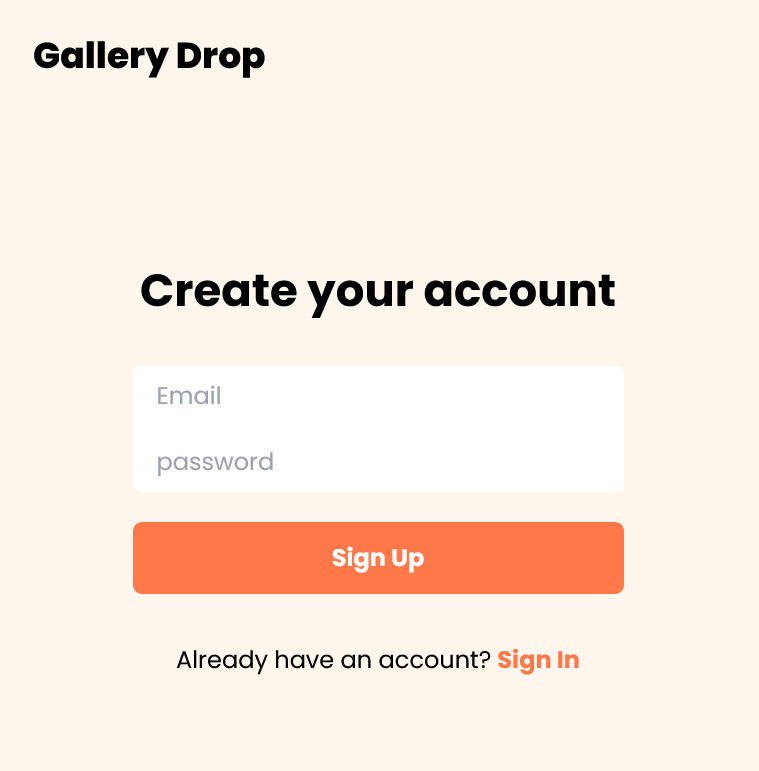 Gallery Drop
Create your account
Email
password
Sign Up
Already have an account? Sign In